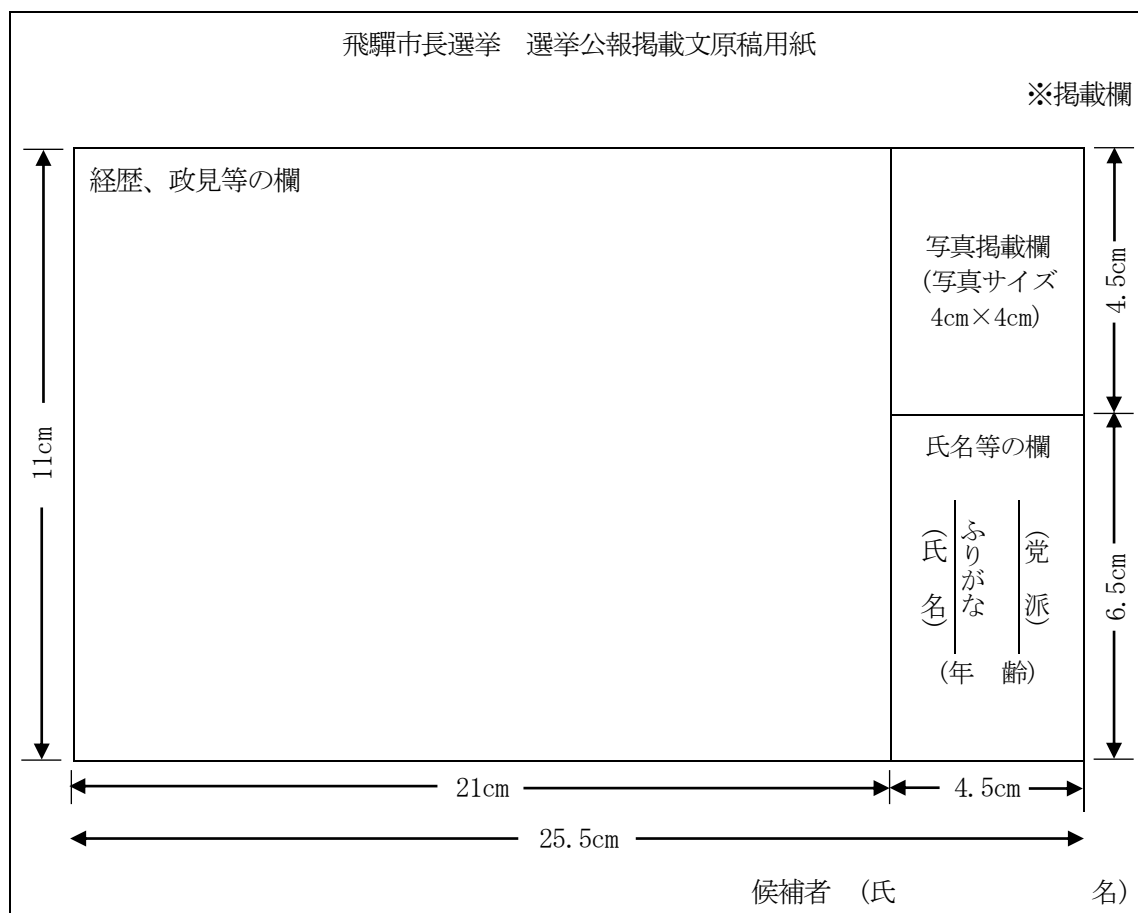 飛驒市長選挙　選挙公報掲載文原稿用紙
※掲載欄
経歴、政見等の欄
写真掲載欄
（写真サイズ
4cm×4cm）
4.5cm
11cm
氏名等の欄
（党　派）
ふりがな
（氏　名）
（年　齢）
6.5cm
21cm
4.5cm
25.5cm
候補者　（氏　　　　　　　名）